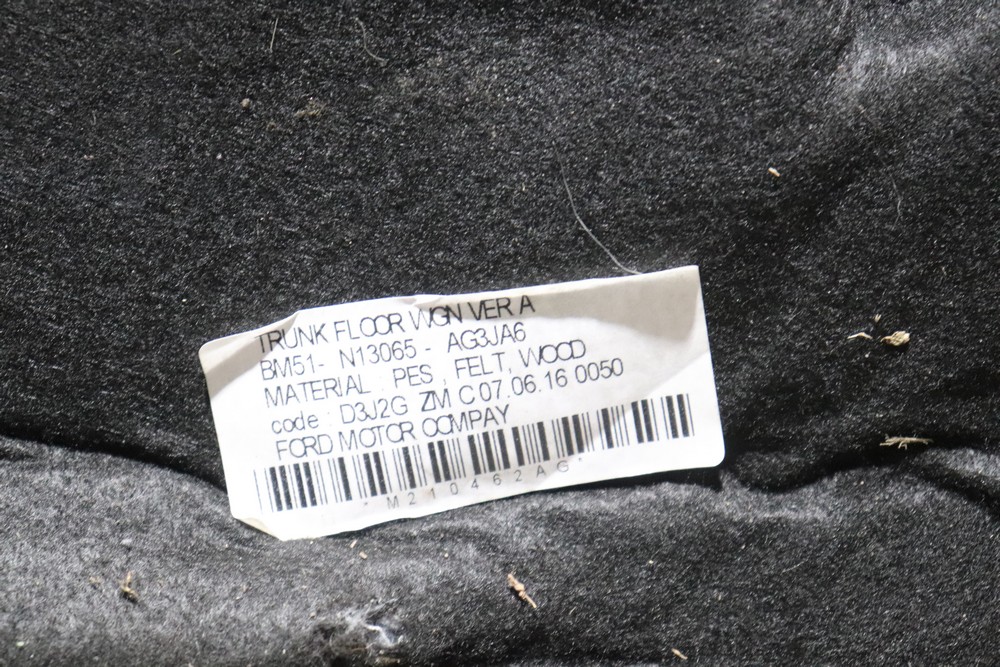 TRUNK FLOOR WGN VER A
BM51- N13065 - AG3JA6
MATERIAL : PES , FELT, WOOD
code : D3J2G ZM C 07.06.16 0050
FORD MOTOR COMPAY
*M210462AG*